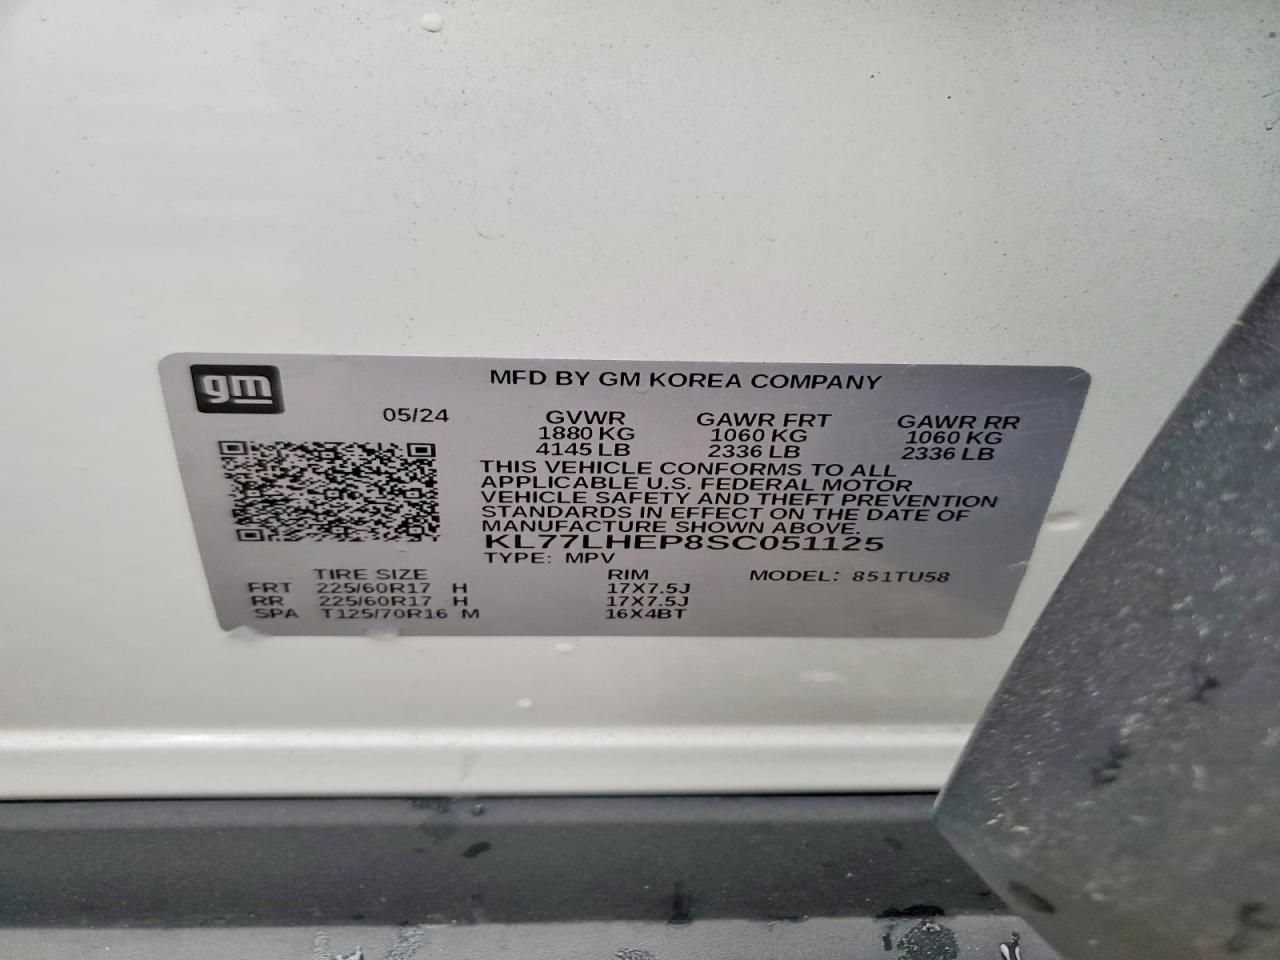 gm
MFD BY GM KOREA COMPANY
05/24
GVWR GAWR FRT GAWR RR
1880 KG 1060 KG 1060 KG
4145 LB 2336 LB 2336 LB
THIS VEHICLE CONFORMS TO ALL
APPLICABLE U.S. FEDERAL MOTOR
VEHICLE SAFETY AND THEFT PREVENTION
STANDARDS IN EFFECT ON THE DATE OF
MANUFACTURE SHOWN ABOVE.
KL77LHEP8SC051125
TYPE: MPV
TIRE SIZE RIM MODEL: 851TU58
FRT 225/60R17 H 17X7.5J
RR 225/60R17 H 17X7.5J
SPA T125/70R16 M 16X4BT